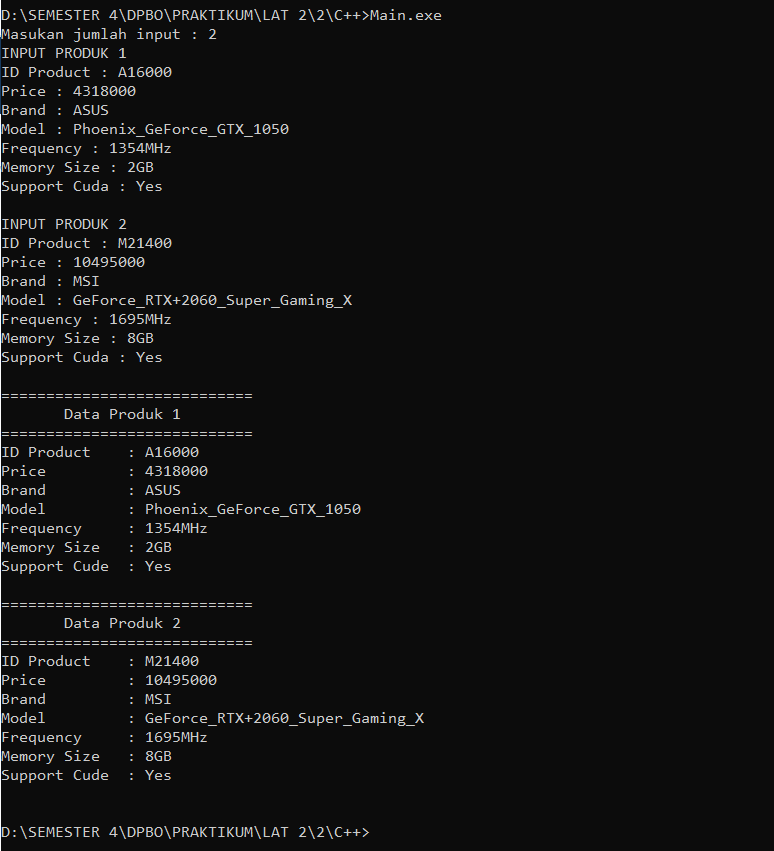 D:\SEMESTER 4\DPBO\PRAKTIKUM\LAT 2\2\C++>Main.exe
Masukan jumlah input : 2
INPUT PRODUK 1
ID Product : A16000
Price : 4318000
Brand : ASUS
Model : Phoenix_GeForce_GTX_1050
Frequency : 1354MHz
Memory Size : 2GB
Support Cuda : Yes

INPUT PRODUK 2
ID Product : M21400
Price : 10495000
Brand : MSI
Model : GeForce_RTX+2060_Super_Gaming_X
Frequency : 1695MHz
Memory Size : 8GB
Support Cuda : Yes

============================
       Data Produk 1
============================
ID Product    : A16000
Price         : 4318000
Brand         : ASUS
Model         : Phoenix_GeForce_GTX_1050
Frequency     : 1354MHz
Memory Size   : 2GB
Support Cude  : Yes

============================
       Data Produk 2
============================
ID Product    : M21400
Price         : 10495000
Brand         : MSI
Model         : GeForce_RTX+2060_Super_Gaming_X
Frequency     : 1695MHz
Memory Size   : 8GB
Support Cude  : Yes


D:\SEMESTER 4\DPBO\PRAKTIKUM\LAT 2\2\C++>